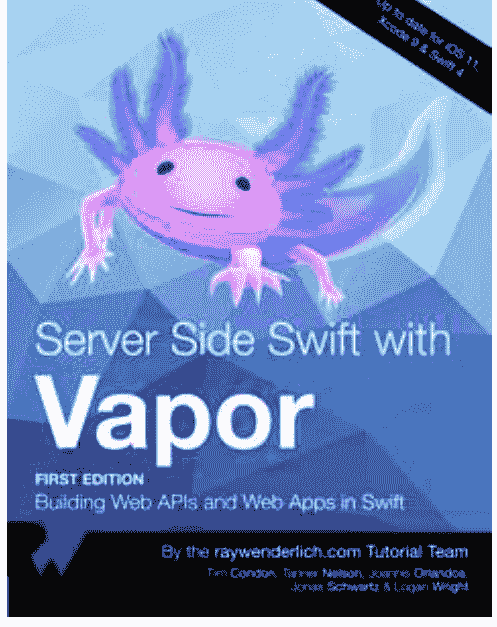 Up to date for iOS 11,
Xcode 9 & Swift 4
Server Side Swift with
Vapor
FIRST EDITION
Building Web APIs and Web Apps in Swift
By the raywenderlich.com Tutorial Team
Tim Condon, Tanner Nelson, Joannis Orlandos,
Jonas Schwartz & Logan Wright